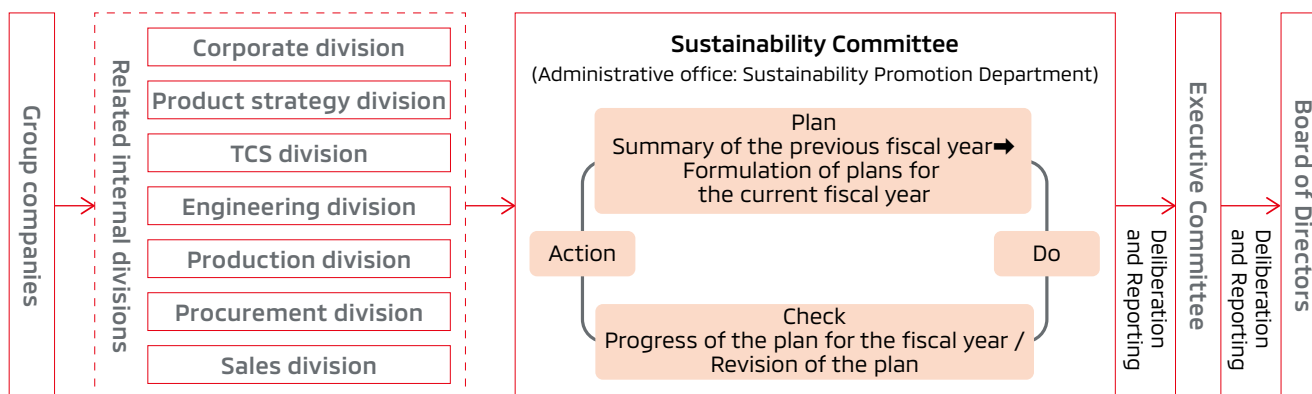 Group companies
Related internal divisions
Corporate division
Product strategy division
TCS division
Engineering division
Production division
Procurement division
Sales division
Sustainability Committee
(Administrative office: Sustainability Promotion Department)
Plan
Summary of the previous fiscal year➡
Formulation of plans for
the current fiscal year
Action
Do
Check
Progress of the plan for the fiscal year /
Revision of the plan
Deliberation
and Reporting
Executive Committee
Deliberation
and Reporting
Board of Directors